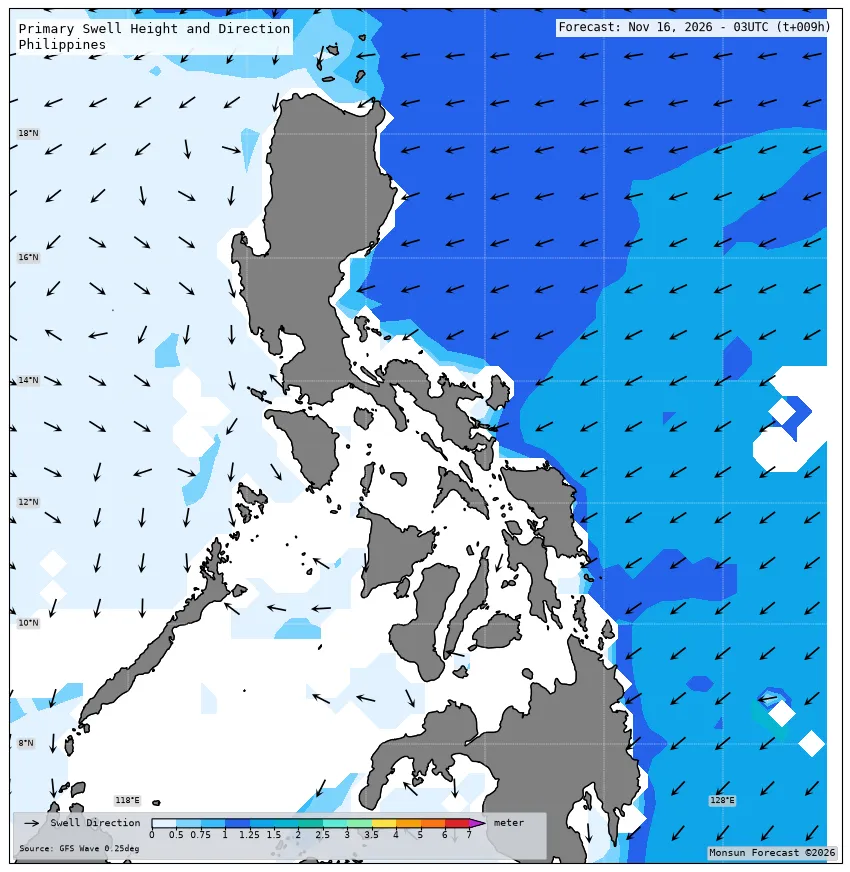 Primary Swell Height and Direction
Philippines
Forecast: Nov 16, 2026 - 03UTC (t+009h)
18°N
16°N
14°N
12°N
10°N
8°N
118°E
128°E
Swell Direction
0 0.5 0.75 1 1.25 1.5 2 2.5 3 3.5 4 5 6 7
meter
Source: GFS Wave 0.25deg
Monsun Forecast ©2026